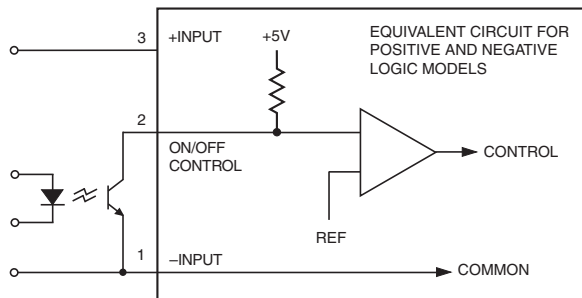 3
+INPUT
+5V
EQUIVALENT CIRCUIT FOR
POSITIVE AND NEGATIVE
LOGIC MODELS
2
ON/OFF
CONTROL
CONTROL
REF
1
–INPUT
COMMON